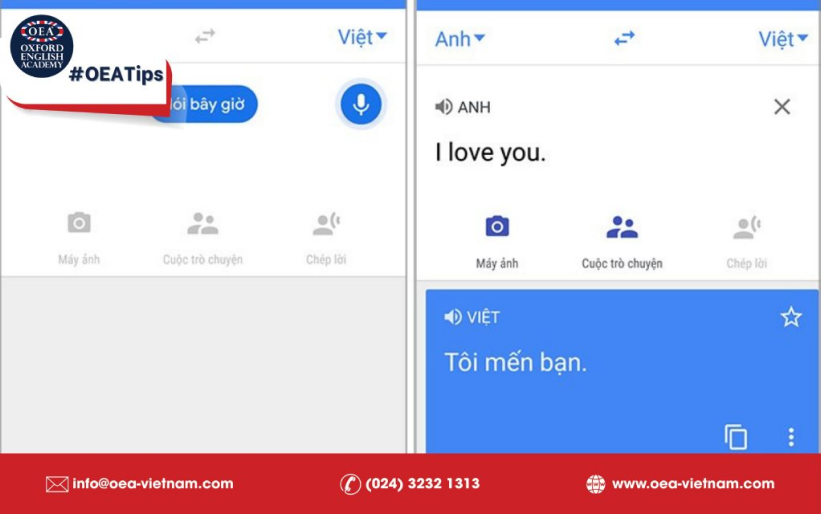 OEA
OXFORD
ENGLISH
ACADEMY
#OEATips
Việt
bây giờ
Máy ảnh
Cuộc trò chuyện
Chép lời
Anh
Việt
ANH
I love you.
Máy ảnh
Cuộc trò chuyện
Chép lời
VIỆT
Tôi mến bạn.
info@oea-vietnam.com
(024) 3232 1313
www.oea-vietnam.com